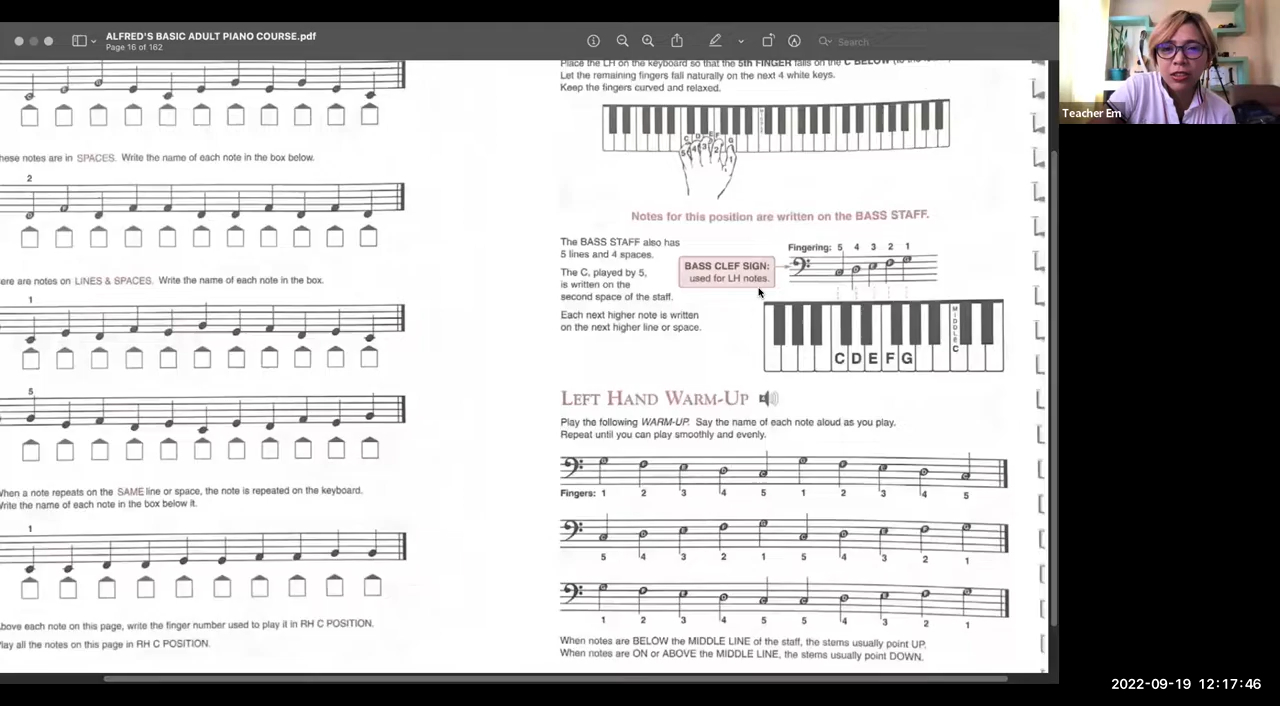 ALFRED'S BASIC ADULT PIANO COURSE.pdf
Page 16 of 162
Search
Teacher Em
hese notes are in SPACES. Write the name of each note in the box below.
2
ere are notes on LINES & SPACES. Write the name of each note in the box.
1
5
When a note repeats on the SAME line or space, the note is repeated on the keyboard.
Write the name of each note in the box below it.
1
bove each note on this page, write the finger number used to play it in RH C POSITION.
lay all the notes on this page in RH C POSITION.
Place the LH on the keyboard so that the 5th FINGER falls on the C BELOW
Let the remaining fingers fall naturally on the next 4 white keys.
Keep the fingers curved and relaxed.
C D E F G
5 4 3 2 1
Notes for this position are written on the BASS STAFF.
The BASS STAFF also has
5 lines and 4 spaces.
The C, played by 5,
is written on the
second space of the staff.
Each next higher note is written
on the next higher line or space.
BASS CLEF SIGN:
used for LH notes.
Fingering: 5 4 3 2 1
MIDDLE C
C D E F G
LEFT HAND WARM-UP
Play the following WARM-UP. Say the name of each note aloud as you play.
Repeat until you can play smoothly and evenly.
Fingers: 1 2 3 4 5 1 2 3 4 5
5 4 3 2 1 5 4 3 2 1
1 2 3 4 5 5 4 3 2 1
When notes are BELOW the MIDDLE LINE of the staff, the stems usually point UP.
When notes are ON or ABOVE the MIDDLE LINE, the stems usually point DOWN.
2022-09-19 12:17:46